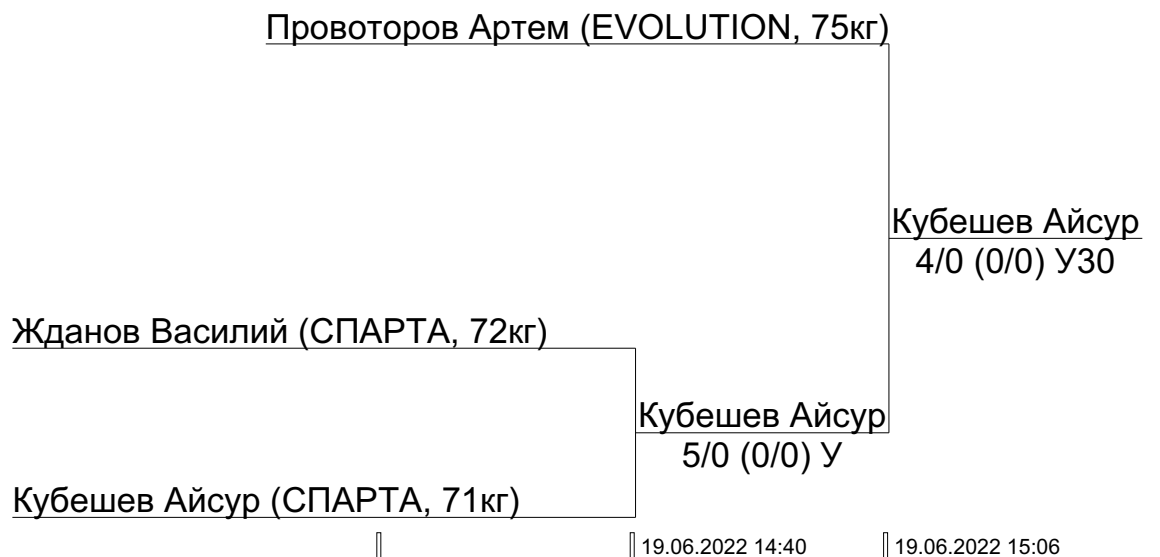 Провоторов Артем (EVOLUTION, 75кг)
Кубешев Айсур
4/0 (0/0) У30
Жданов Василий (СПАРТА, 72кг)
Кубешев Айсур
5/0 (0/0) У
Кубешев Айсур (СПАРТА, 71кг)
19.06.2022 14:40
19.06.2022 15:06